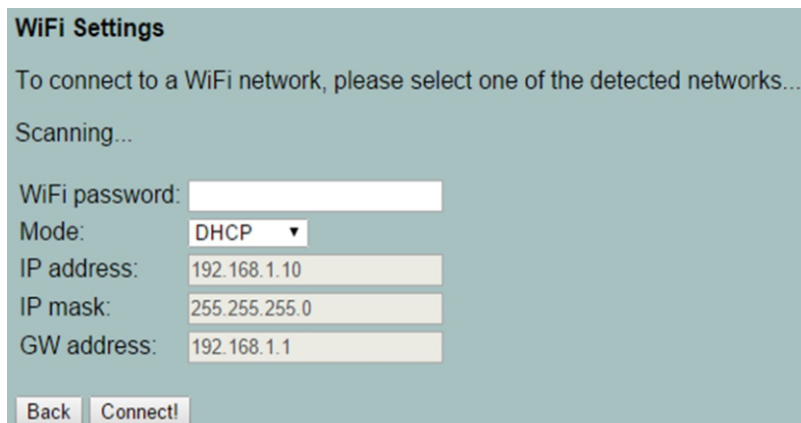 WiFi Settings
To connect to a WiFi network, please select one of the detected networks...
Scanning...
WiFi password:
Mode: DHCP
IP address: 192.168.1.10
IP mask: 255.255.255.0
GW address: 192.168.1.1
Back Connect!